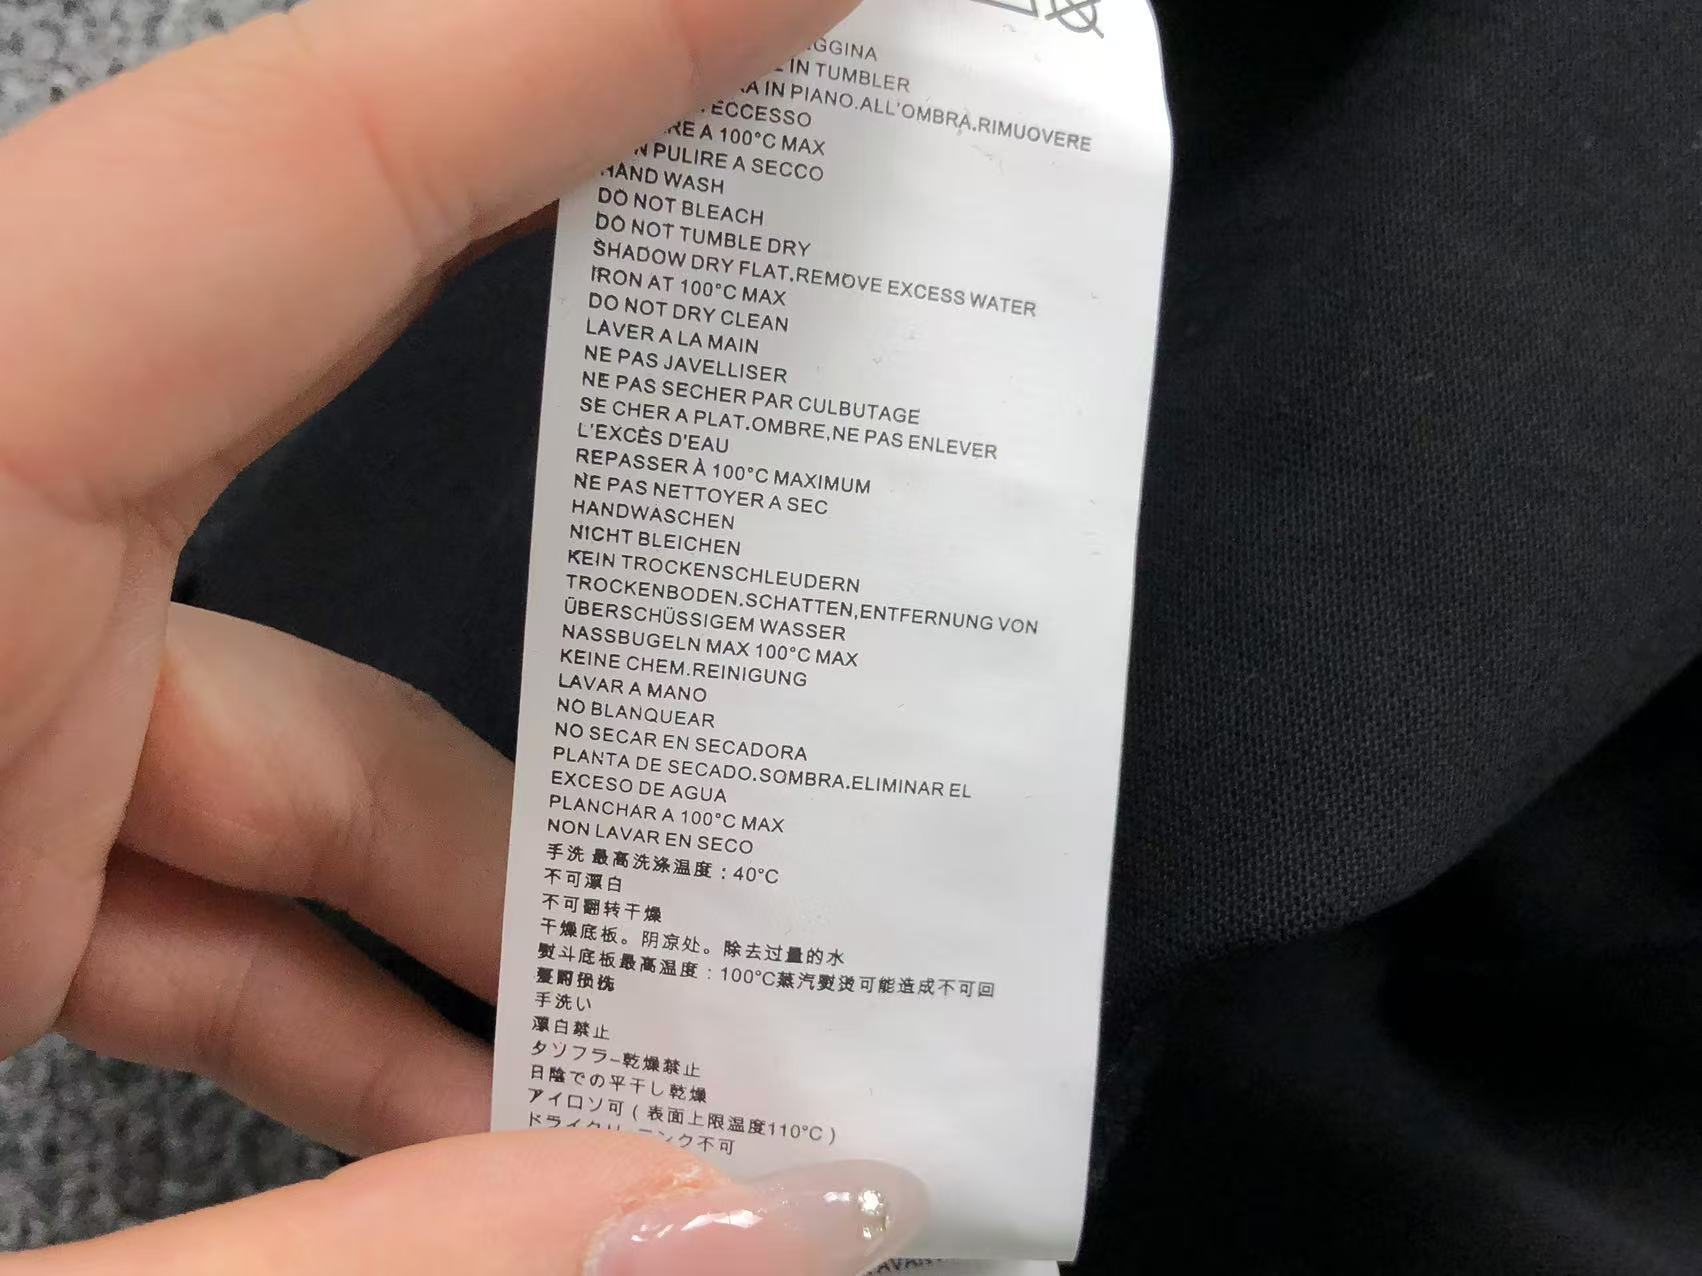 IN TUMBLER
IN PIANO.ALL'OMBRA.RIMUOVERE
ECCESSO
A 100°C MAX
PULIRE A SECCO
HAND WASH
DO NOT BLEACH
DO NOT TUMBLE DRY
SHADOW DRY FLAT.REMOVE EXCESS WATER
IRON AT 100°C MAX
DO NOT DRY CLEAN
LAVER A LA MAIN
NE PAS JAVELLISER
NE PAS SECHER PAR CULBUTAGE
SE CHER A PLAT.OMBRE,NE PAS ENLEVER
L'EXCÈS D'EAU
REPASSER À 100°C MAXIMUM
NE PAS NETTOYER A SEC
HANDWASCHEN
NICHT BLEICHEN
KEIN TROCKENSCHLEUDERN
TROCKENBODEN.SCHATTEN,ENTFERNUNG VON
ÜBERSCHÜSSIGEM WASSER
NASSBUGELN MAX 100°C MAX
KEINE CHEM.REINIGUNG
LAVAR A MANO
NO BLANQUEAR
NO SECAR EN SECADORA
PLANTA DE SECADO.SOMBRA.ELIMINAR EL
EXCESO DE AGUA
PLANCHAR A 100°C MAX
NON LAVAR EN SECO
手洗 最高洗涤温度：40°C
不可漂白
不可翻转干燥
干燥底板。阴凉处。除去过量的水
熨斗底板最高温度：100°C蒸汽熨烫可能造成不可回
手洗い
漂白禁止
タソフラ–乾燥禁止
日陰での平干し乾燥
アイロソ可（表面上限温度110°C）
不可